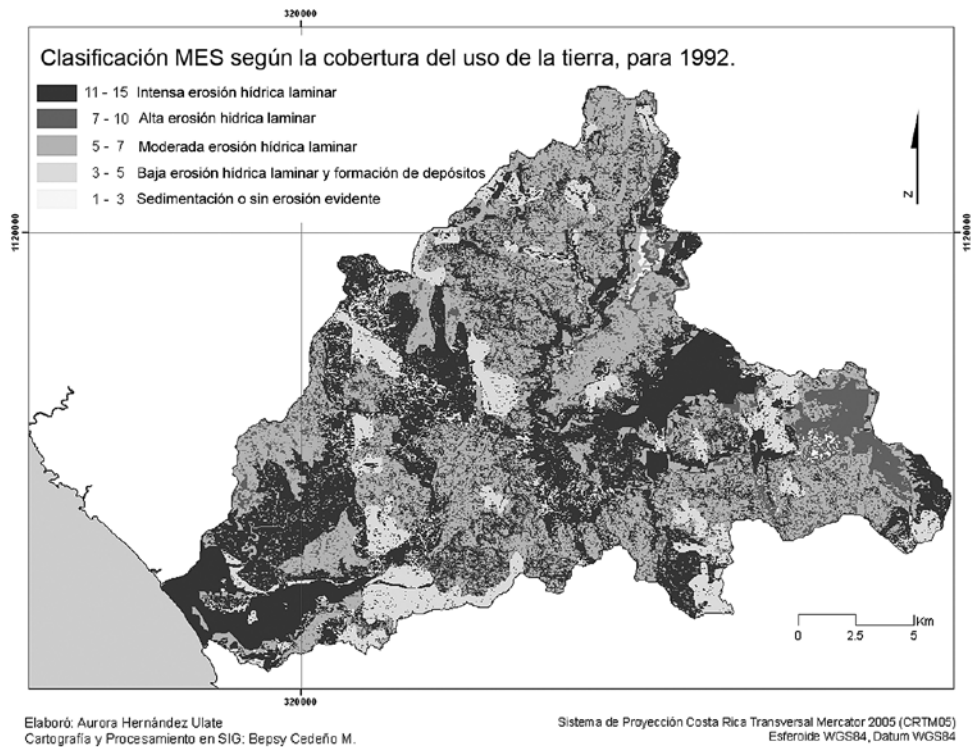 320000
Clasificación MES según la cobertura del uso de la tierra, para 1992.
11 - 15 Intensa erosión hídrica laminar
7 - 10 Alta erosión hídrica laminar
5 - 7 Moderada erosión hídrica laminar
3 - 5 Baja erosión hídrica laminar y formación de depósitos
1 - 3 Sedimentación o sin erosión evidente
N
1120000
1120000
Km
0 2.5 5
320000
Elaboró: Aurora Hernández Ulate
Cartografía y Procesamiento en SIG: Bepsy Cedeño M.
Sistema de Proyección Costa Rica Transversal Mercator 2005 (CRTM05)
Esferoide WGS84, Datum WGS84